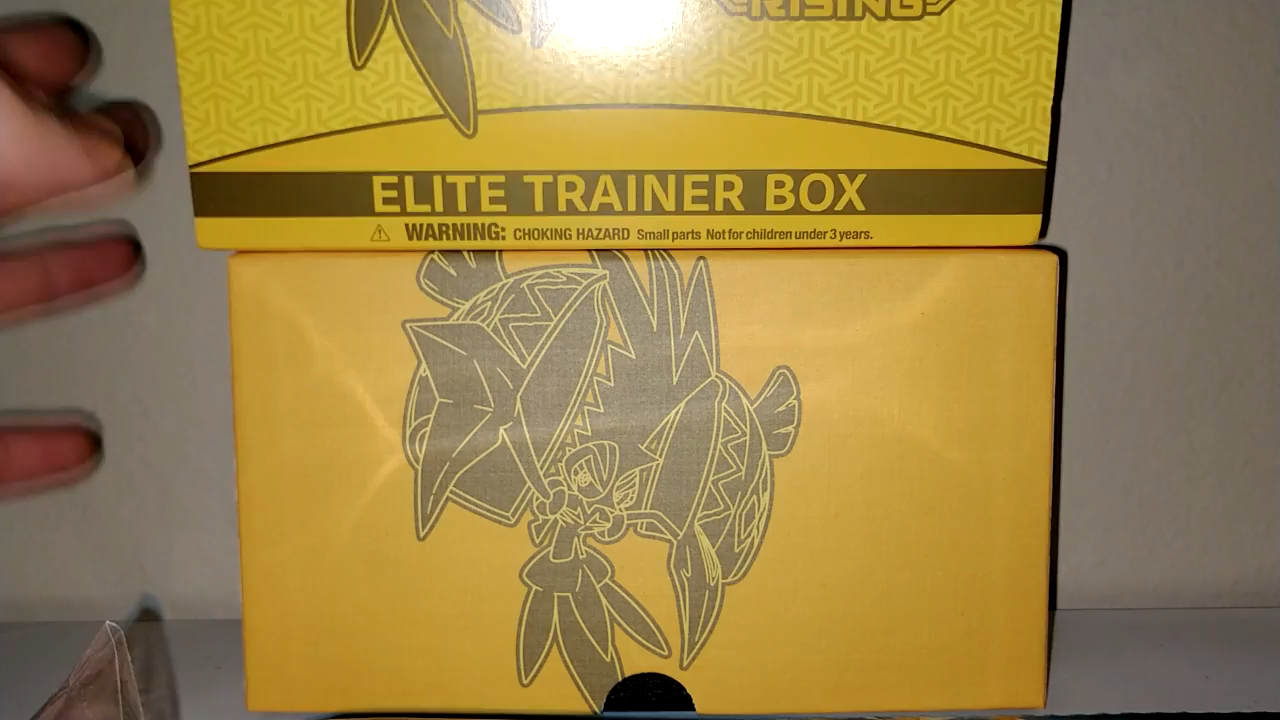 RISING
ELITE TRAINER BOX
⚠ WARNING: CHOKING HAZARD Small parts Not for children under 3 years.